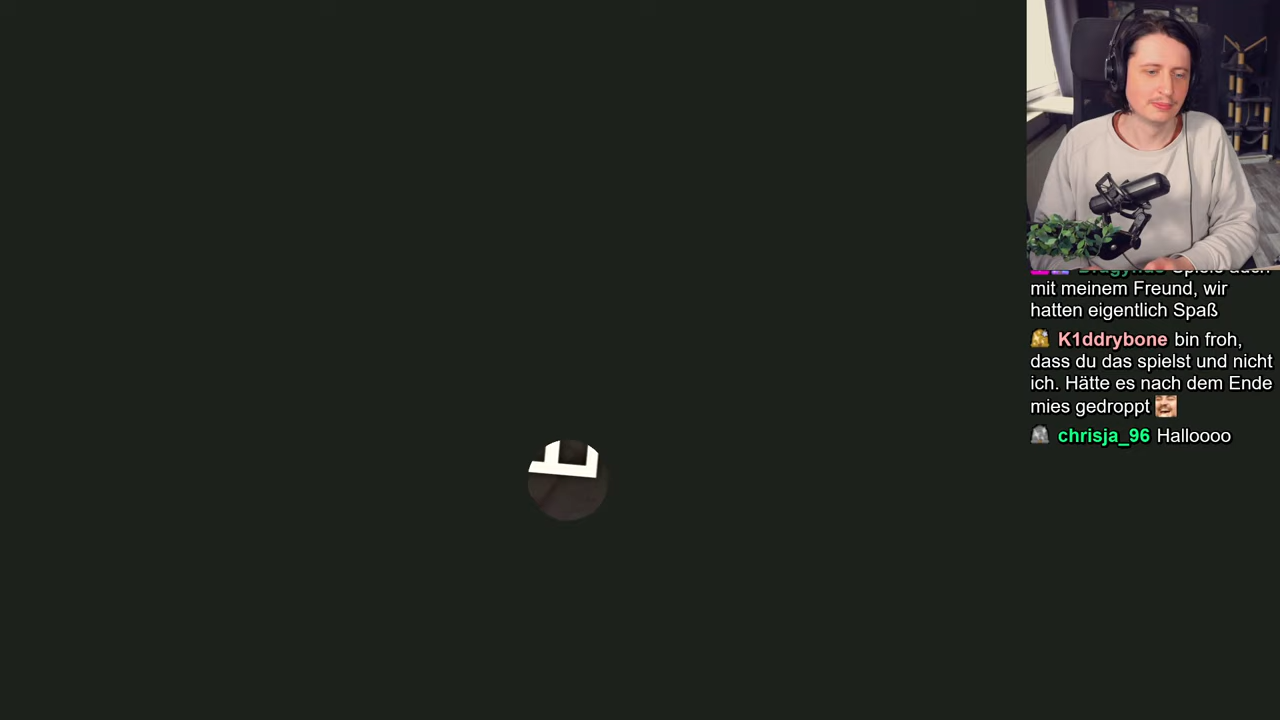 mit meinem Freund, wir
hatten eigentlich Spaß
K1ddrybone bin froh,
dass du das spielst und nicht
ich. Hätte es nach dem Ende
mies gedroppt
chrisja_96 Halloooo